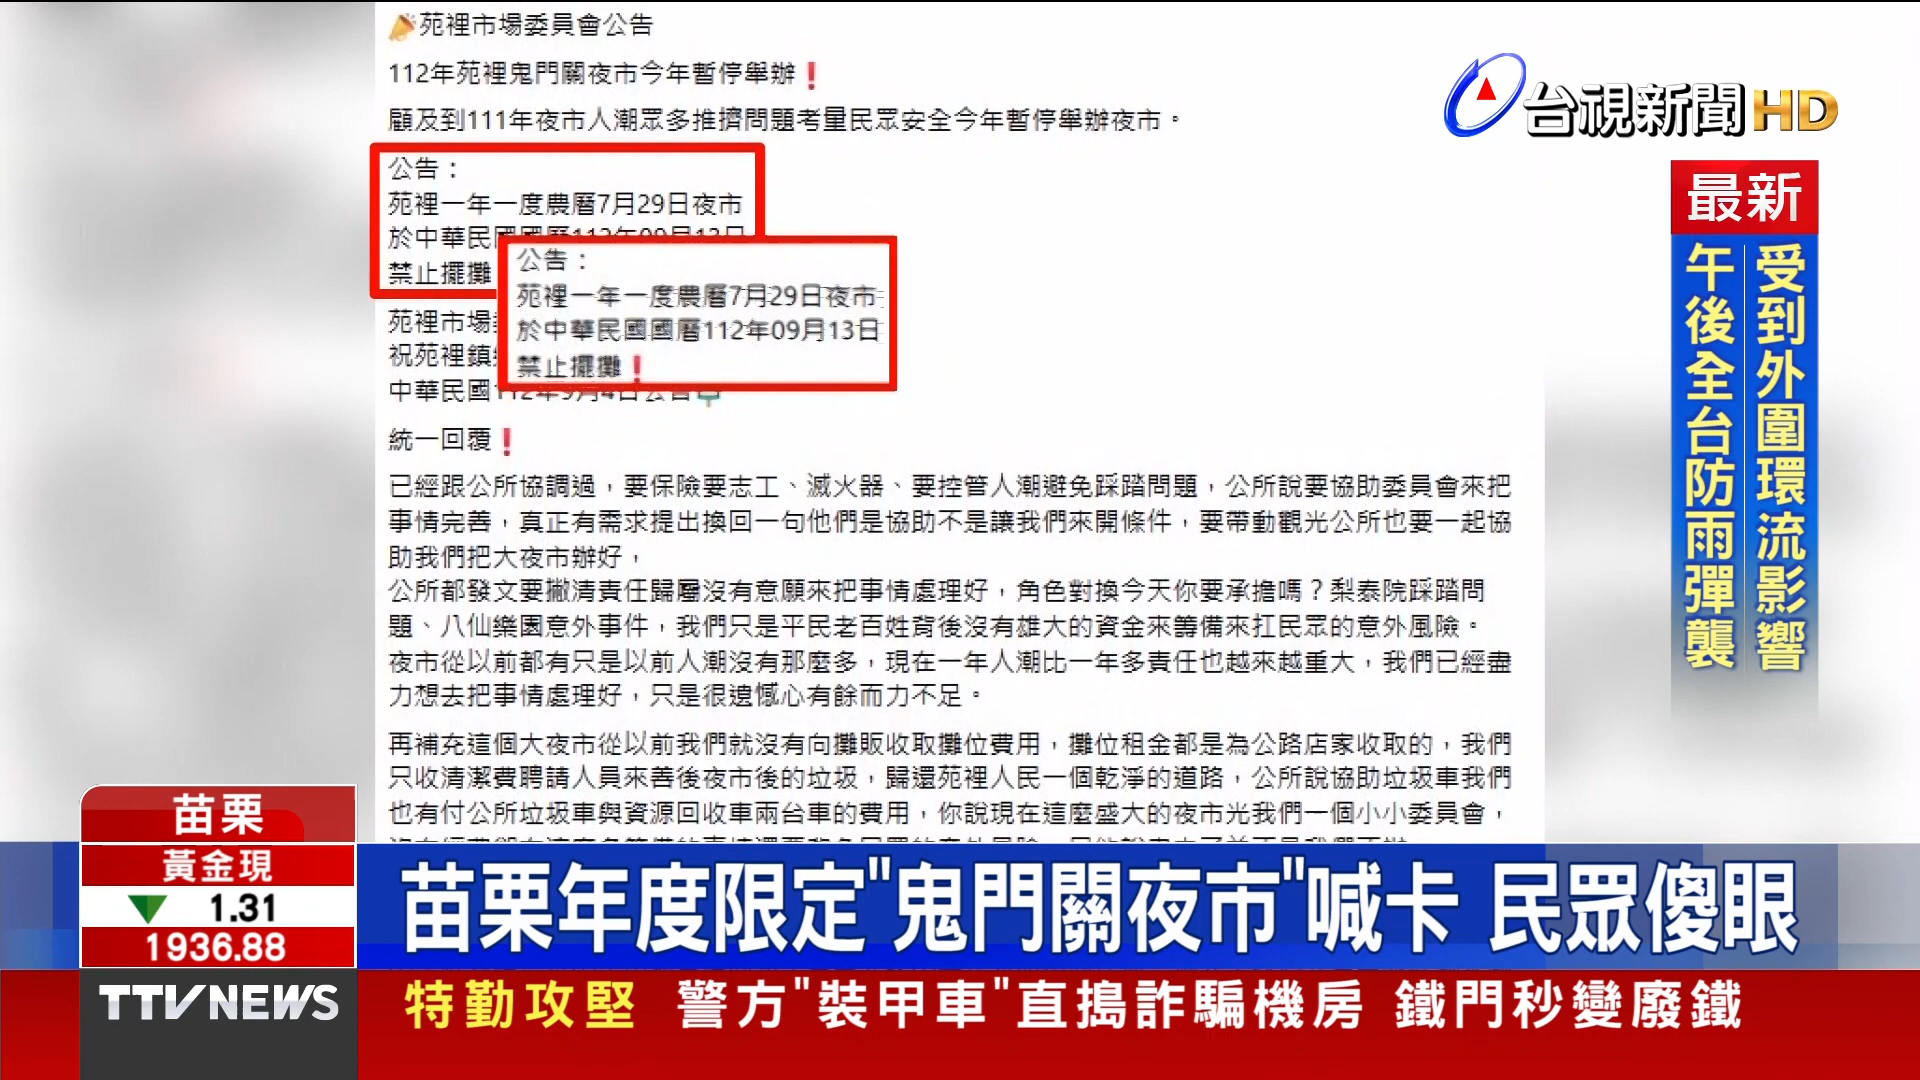 苑裡市場委員會公告
112年苑裡鬼門關夜市今年暫停舉辦❗
顧及到111年夜市人潮眾多推擠問題考量民眾安全今年暫停舉辦夜市。
公告：
苑裡一年一度農曆7月29日夜市
於中華民國國曆112年09月13日
禁止擺攤
公告：
苑裡一年一度農曆7月29日夜市
於中華民國國曆112年09月13日
禁止擺攤❗
苑裡市場
祝苑裡鎮
中華民國112年9月4日公告
統一回覆❗
已經跟公所協調過，要保險要志工、滅火器、要控管人潮避免踩踏問題，公所說要協助委員會來把
事情完善，真正有需求提出換回一句他們是協助不是讓我們來開條件，要帶動觀光公所也要一起協
助我們把大夜市辦好，
公所都發文要撇清責任歸屬沒有意願來把事情處理好，角色對換今天你要承擔嗎？梨泰院踩踏問
題、八仙樂園意外事件，我們只是平民老百姓背後沒有雄大的資金來籌備來扛民眾的意外風險。
夜市從以前都有只是以前人潮沒有那麼多，現在一年人潮比一年多責任也越來越重大，我們已經盡
力想去把事情處理好，只是很遺憾心有餘而力不足。
再補充這個大夜市從以前我們就沒有向攤販收取攤位費用，攤位租金都是為公路店家收取的，我們
只收清潔費聘請人員來善後夜市後的垃圾，歸還苑裡人民一個乾淨的道路，公所說協助垃圾車我們
也有付公所垃圾車與資源回收車兩台車的費用，你說現在這麼盛大的夜市光我們一個小小委員會，
台視新聞HD
最新
受到外圍環流影響
午後全台防雨彈襲
苗栗
黃金現
1.31
1936.88
TTV NEWS
苗栗年度限定"鬼門關夜市"喊卡 民眾傻眼
特勤攻堅 警方"裝甲車"直搗詐騙機房 鐵門秒變廢鐵